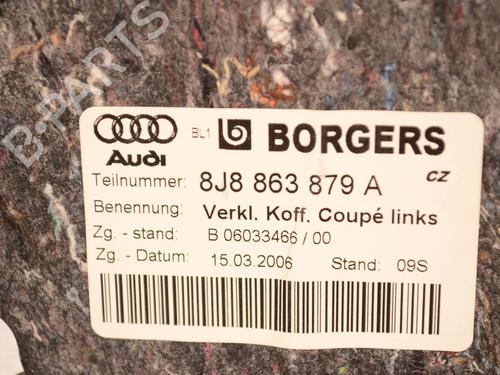 B-PARTS
BL1 BORGERS
Audi
CZ
Teilnummer: 8J8 863 879 A
Benennung: Verkl. Koff. Coupé links
Zg. - stand: B 06033466 / 00
Zg. - Datum: 15.03.2006 Stand: 09S